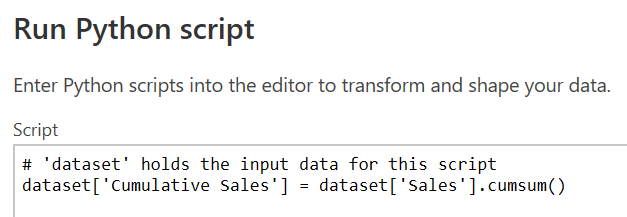 Run Python script
Enter Python scripts into the editor to transform and shape your data.
Script
# 'dataset' holds the input data for this script
dataset['Cumulative Sales'] = dataset['Sales'].cumsum()